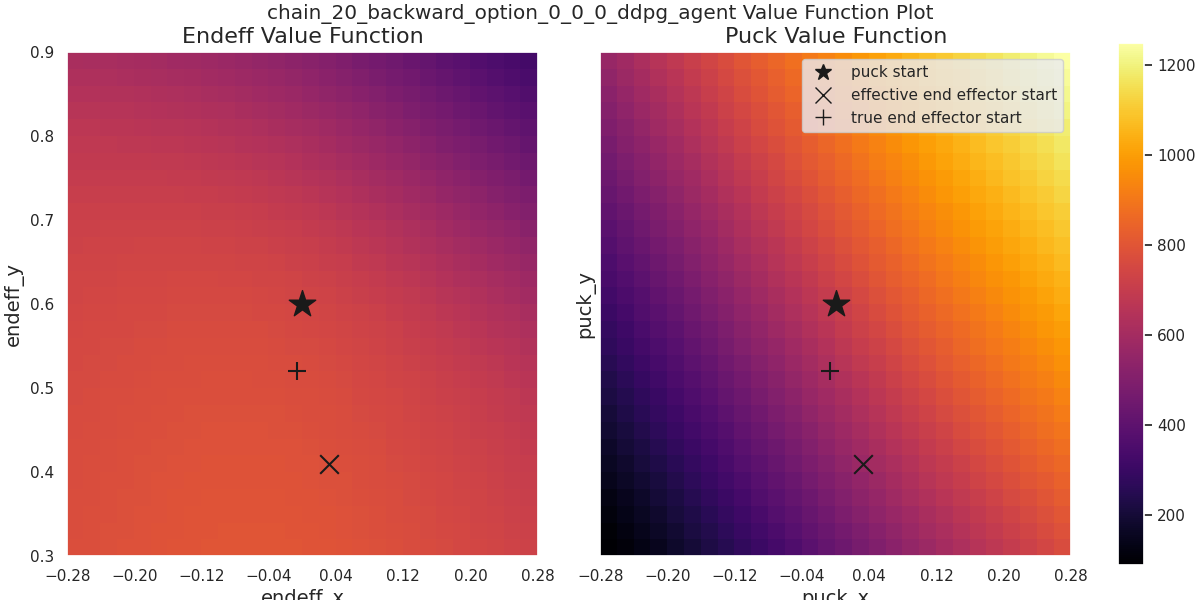 chain_20_backward_option_0_0_0_ddpg_agent Value Function Plot
Endeff Value Function
Puck Value Function
puck start
effective end effector start
true end effector start
endeff_y
0.9
0.8
0.7
0.6
0.5
0.4
0.3
−0.28 −0.20 −0.12 −0.04 0.04 0.12 0.20 0.28
endeff_x
puck_y
−0.28 −0.20 −0.12 −0.04 0.04 0.12 0.20 0.28
puck_x
1200
1000
800
600
400
200